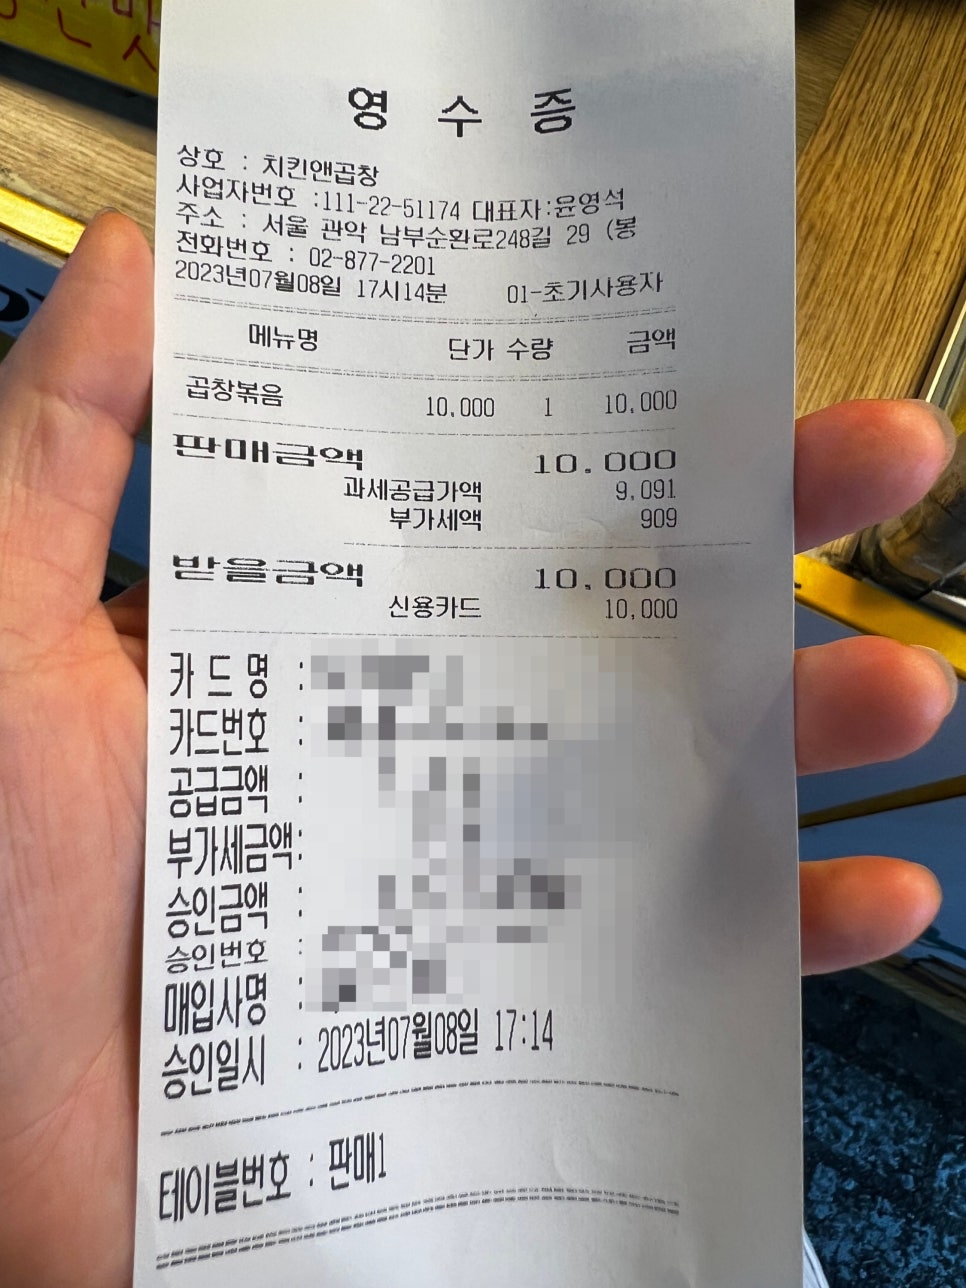 영 수 증
상호 : 치킨앤곱창
사업자번호 :111-22-51174 대표자:윤영석
주소 : 서울 관악 남부순환로248길 29 (봉
전화번호 : 02-877-2201
2023년07월08일 17시14분 01-초기사용자
메뉴명 단가 수량 금액
곱창볶음 10,000 1 10,000
판매금액 10,000
과세공급가액 9,091
부가세액 909
받을금액 10,000
신용카드 10,000
카 드 명 :
카드번호 :
공급금액 :
부가세금액:
승인금액 :
승인번호 :
매입사명 :
승인일시 : 2023년07월08일 17:14
테이블번호 : 판매1